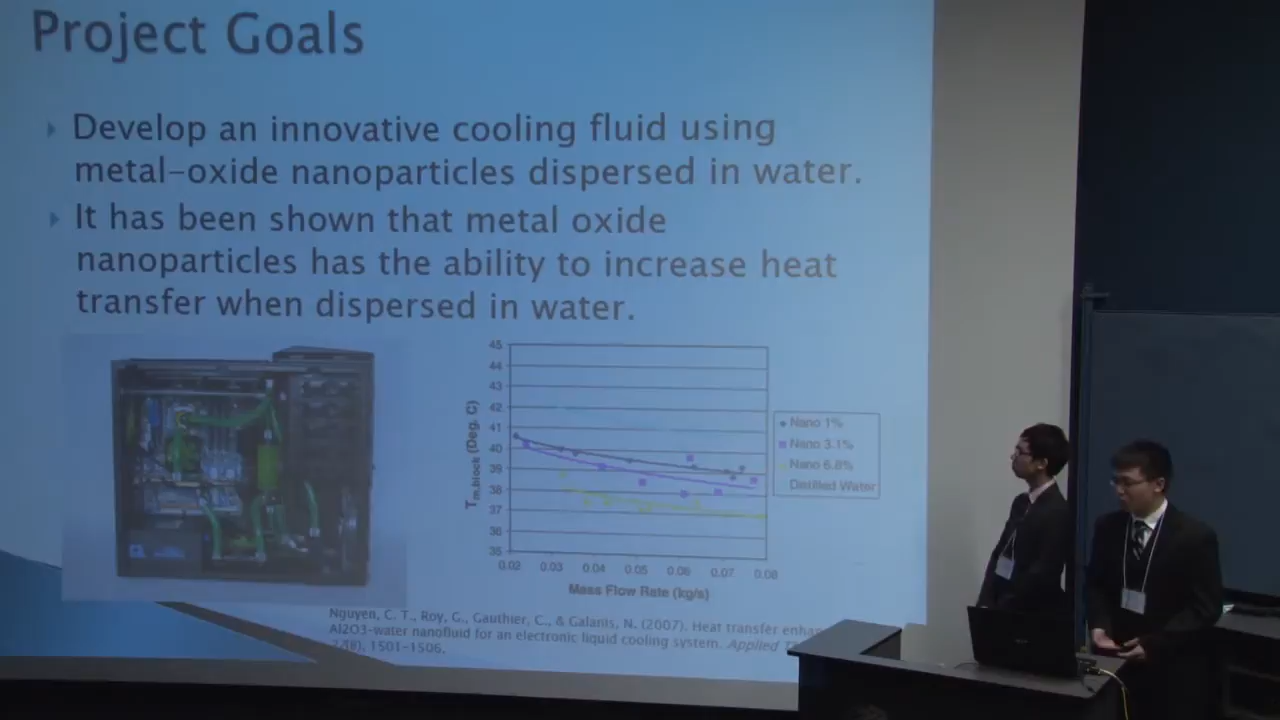 Project Goals
Develop an innovative cooling fluid using
metal-oxide nanoparticles dispersed in water.
It has been shown that metal oxide
nanoparticles has the ability to increase heat
transfer when dispersed in water.
45
44
43
42
41
40
39
38
37
36
35
Tm,block (Deg. C)
0.02 0.03 0.04 0.05 0.06 0.07 0.08
Mass Flow Rate (kg/s)
Nano 1%
Nano 3.1%
Nano 6.8%
Distilled Water
Nguyen, C. T., Roy, G., Gauthier, C., & Galanis, N. (2007). Heat transfer
Al2O3-water nanofluid for an electronic liquid cooling system. Applied
1501-1506.